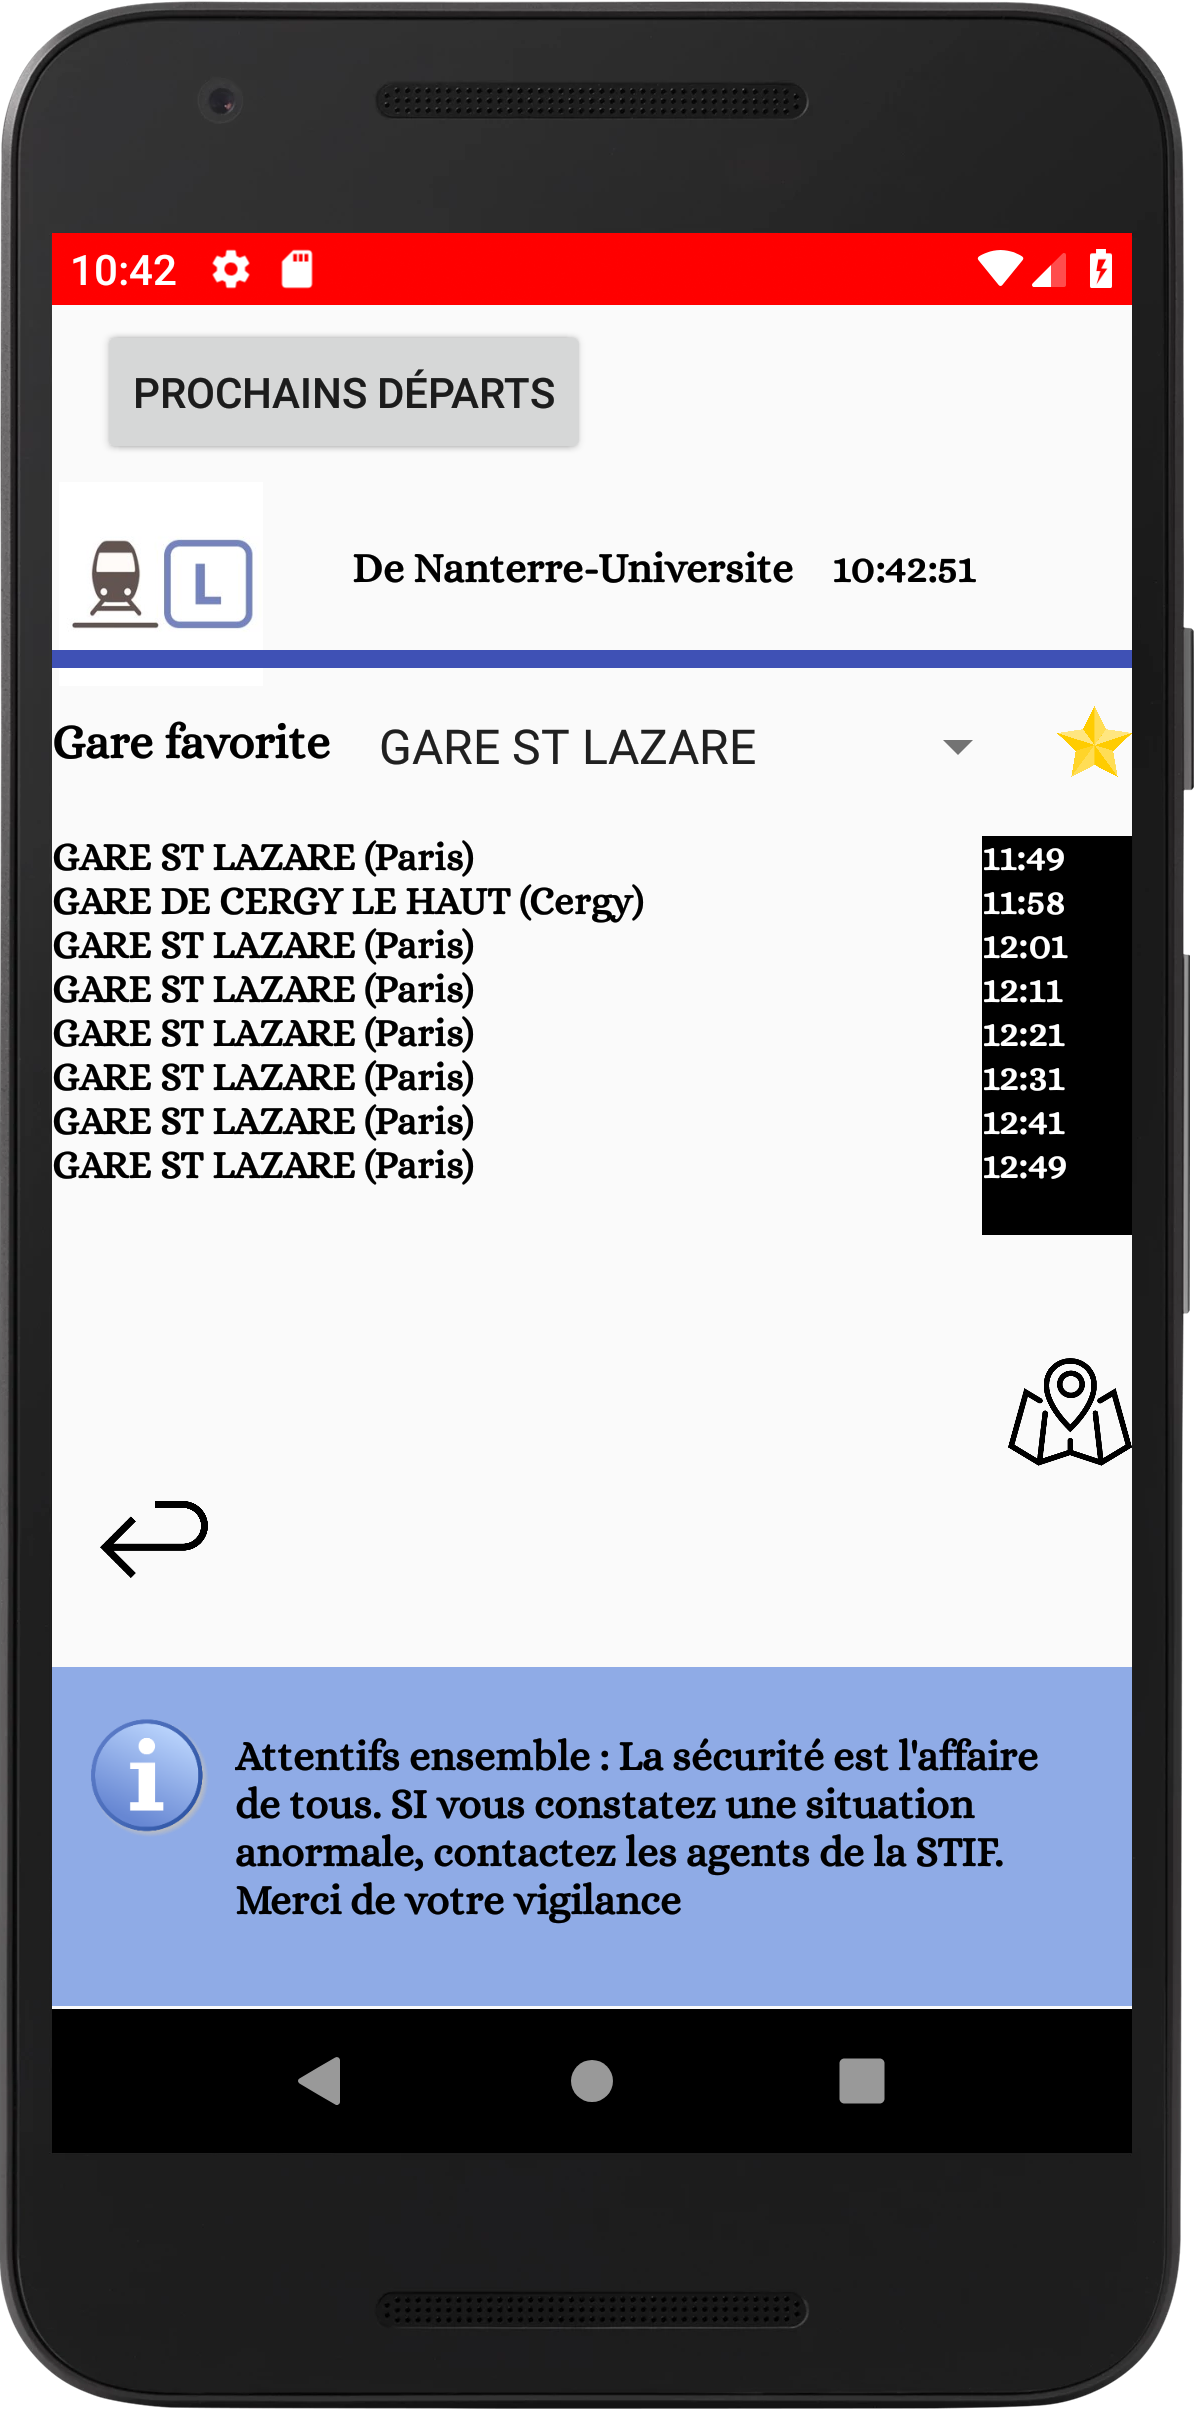 10:42
PROCHAINS DÉPARTS
L
De Nanterre-Universite 10:42:51
Gare favorite GARE ST LAZARE
GARE ST LAZARE (Paris) 11:49
GARE DE CERGY LE HAUT (Cergy) 11:58
GARE ST LAZARE (Paris) 12:01
GARE ST LAZARE (Paris) 12:11
GARE ST LAZARE (Paris) 12:21
GARE ST LAZARE (Paris) 12:31
GARE ST LAZARE (Paris) 12:41
GARE ST LAZARE (Paris) 12:49
i
Attentifs ensemble : La sécurité est l'affaire
de tous. SI vous constatez une situation
anormale, contactez les agents de la STIF.
Merci de votre vigilance